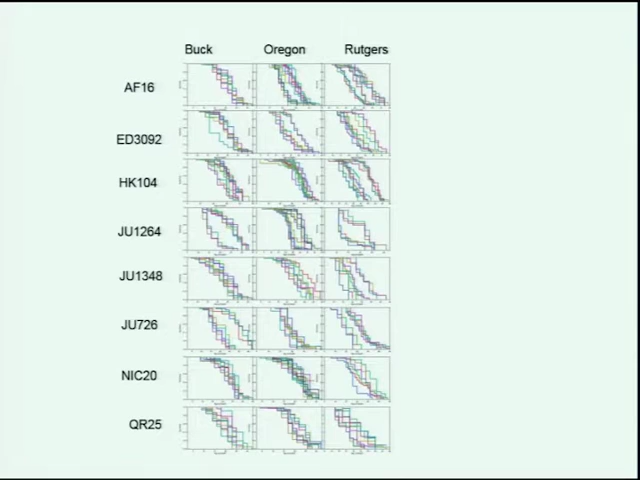 Buck Oregon Rutgers
AF16
ED3092
HK104
JU1264
JU1348
JU726
NIC20
QR25